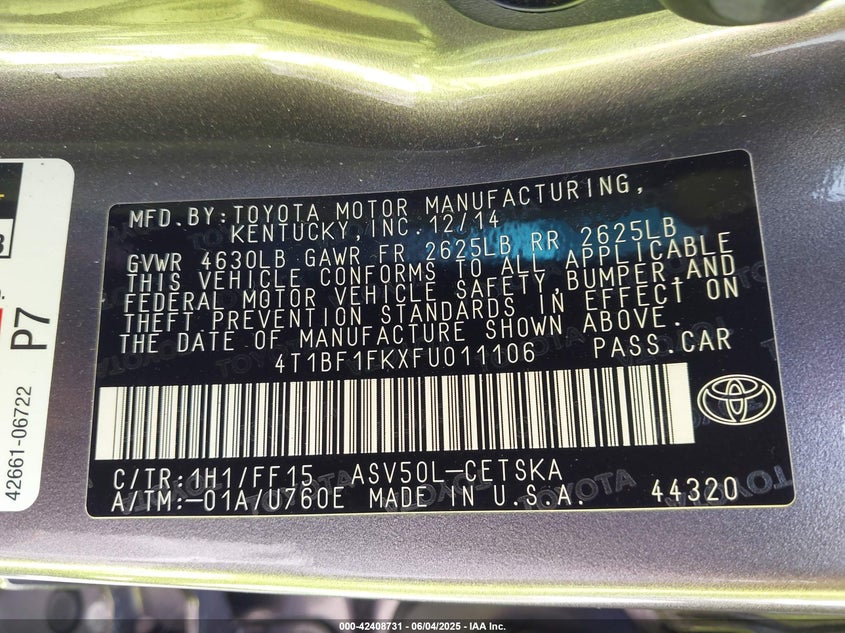 MFD.BY:TOYOTA MOTOR MANUFACTURING,
KENTUCKY,INC.12/14
GVWR 4630LB GAWR FR 2625LB RR 2625LB
THIS VEHICLE CONFORMS TO ALL APPLICABLE
FEDERAL MOTOR VEHICLE SAFETY,BUMPER,AND
THEFT PREVENTION STANDARDS IN EFFECT ON
THE DATE OF MANUFACTURE SHOWN ABOVE.
4T1BF1FKXFU011106 PASS.CAR
C/TR:1H1/FF15 ASV50L-CETSKA
A/TM:-01A/U760E MADE IN U.S.A. 44320
P7
42661-06722
000-42408731 - 06/04/2025 - IAA Inc.